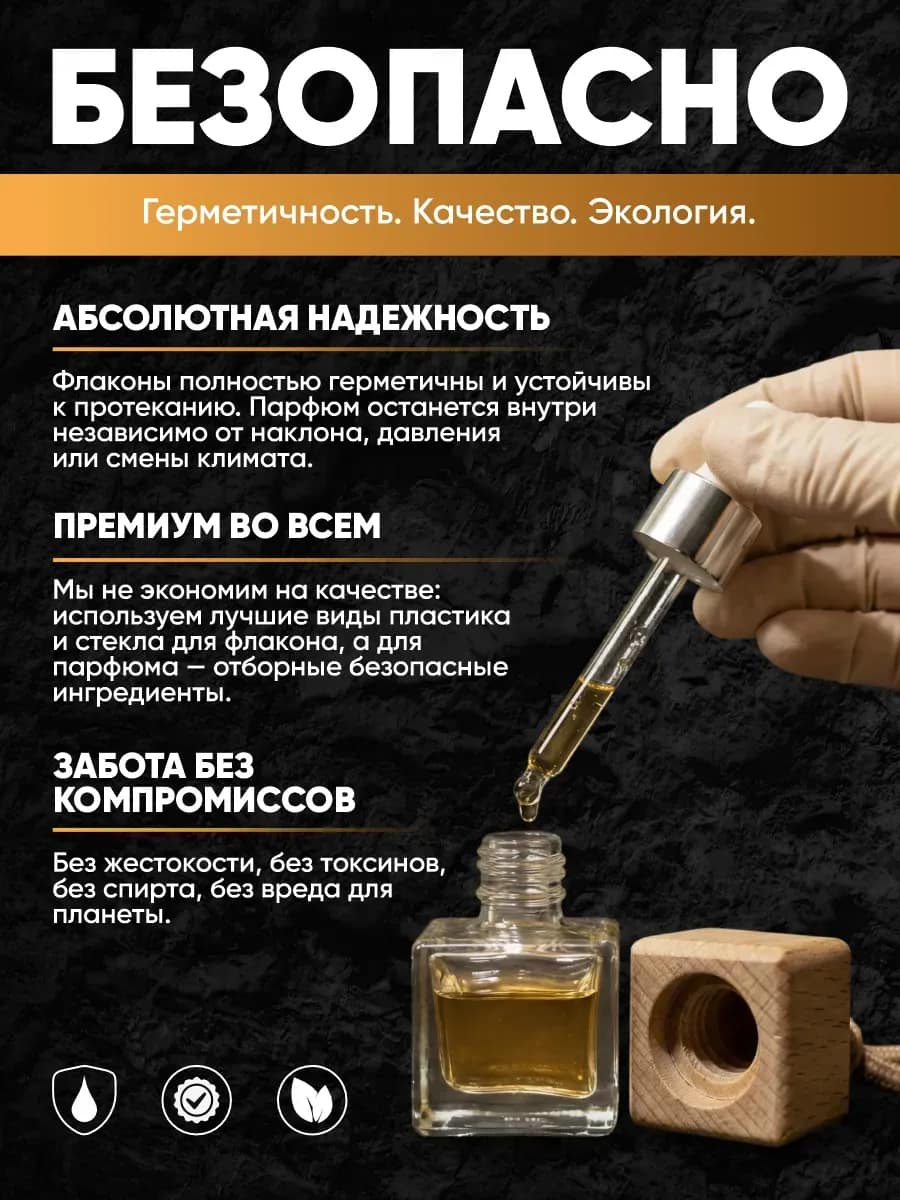 БЕЗОПАСНО
Герметичность. Качество. Экология.
АБСОЛЮТНАЯ НАДЕЖНОСТЬ
Флаконы полностью герметичны и устойчивы
к протеканию. Парфюм останется внутри
независимо от наклона, давления
или смены климата.
ПРЕМИУМ ВО ВСЕМ
Мы не экономим на качестве:
используем лучшие виды пластика
и стекла для флакона, а для
парфюма — отборные безопасные
ингредиенты.
ЗАБОТА БЕЗ
КОМПРОМИССОВ
Без жестокости, без токсинов,
без спирта, без вреда для
планеты.